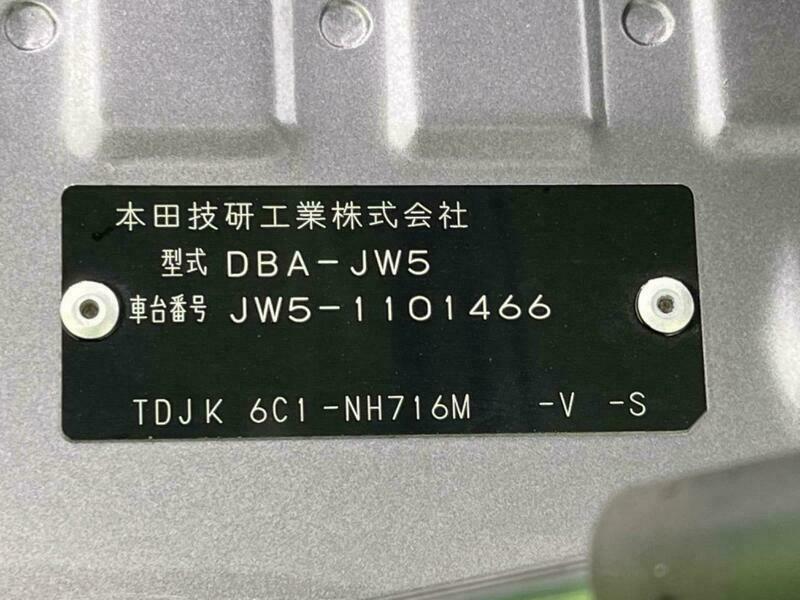 本田技研工業株式会社
型式 DBA-JW5
車台番号 JW5-1101466
TDJK 6C1-NH716M -V -S